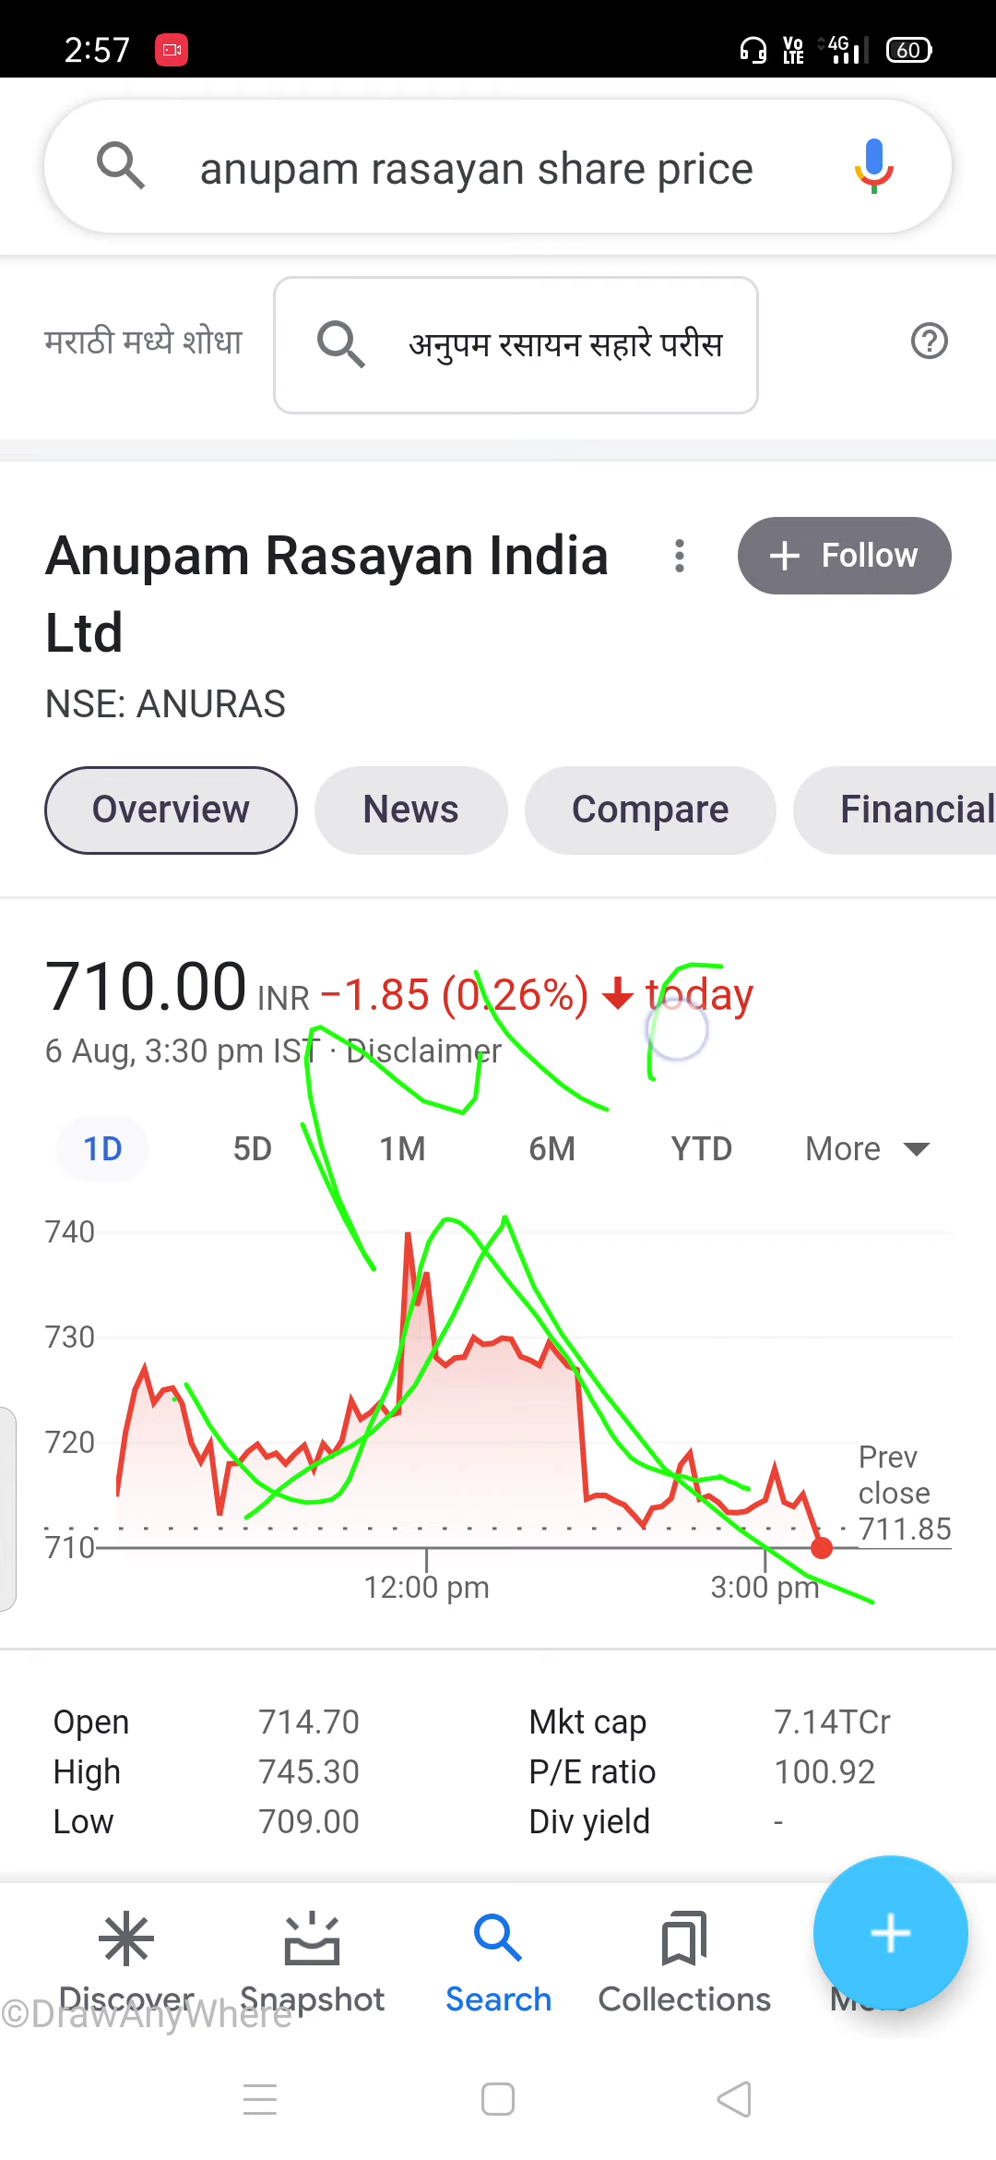 2:57
Vo LTE 4G 60
anupam rasayan share price
मराठी मध्ये शोधा
अनुपम रसायन सहारे परीस
Anupam Rasayan India
Ltd
+ Follow
NSE: ANURAS
Overview News Compare Financial
710.00 INR −1.85 (0.26%) ↓ today
6 Aug, 3:30 pm IST · Disclaimer
1D 5D 1M 6M YTD More
740
730
720
710
Prev
close
711.85
12:00 pm 3:00 pm
Open 714.70 Mkt cap 7.14TCr
High 745.30 P/E ratio 100.92
Low 709.00 Div yield -
Discover Snapshot Search Collections
©DrawAnyWhere